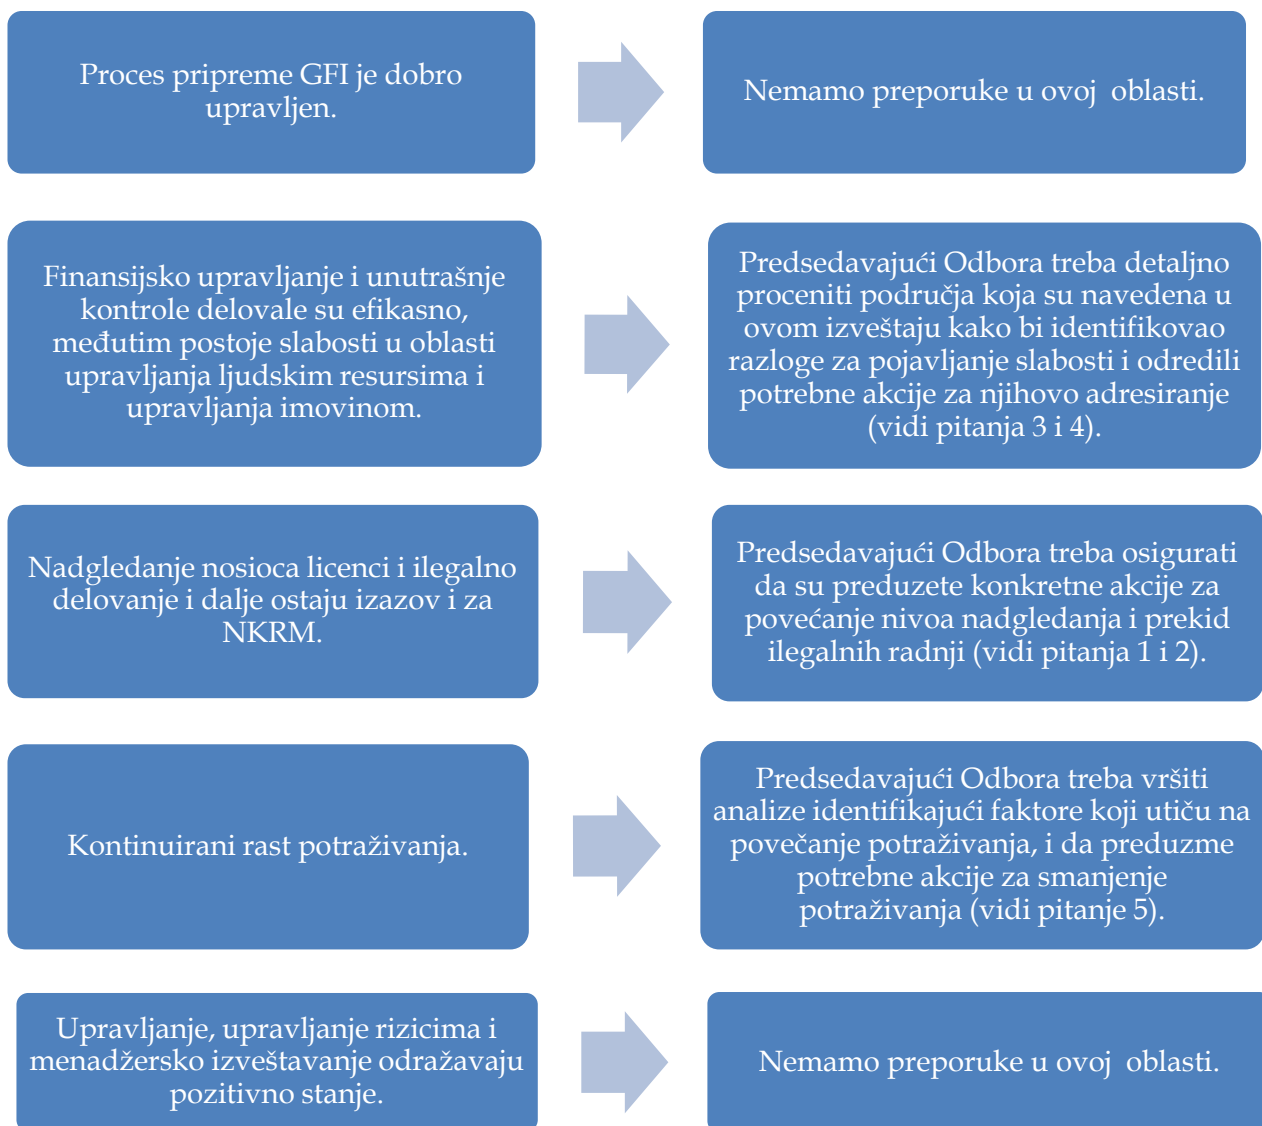 Proces pripreme GFI je dobro
upravljen.
Nemamo preporuke u ovoj  oblasti.
Finansijsko upravljanje i unutrašnje
kontrole delovale su efikasno,
međutim postoje slabosti u oblasti
upravljanja ljudskim resursima i
upravljanja imovinom.
Predsedavajući Odbora treba detaljno
proceniti područja koja su navedena u
ovom izveštaju kako bi identifikovao
razloge za pojavljanje slabosti i odredili
potrebne akcije za njihovo adresiranje
(vidi pitanja 3 i 4).
Nadgledanje nosioca licenci i ilegalno
delovanje i dalje ostaju izazov i za
NKRM.
Predsedavajući Odbora treba osigurati
da su preduzete konkretne akcije za
povećanje nivoa nadgledanja i prekid
ilegalnih radnji (vidi pitanja 1 i 2).
Kontinuirani rast potraživanja.
Predsedavajući Odbora treba vršiti
analize identifikajući faktore koji utiču na
povečanje potraživanja, i da preduzme
potrebne akcije za smanjenje
potraživanja (vidi pitanje 5).
Upravljanje, upravljanje rizicima i
menadžersko izveštavanje odražavaju
pozitivno stanje.
Nemamo preporuke u ovoj  oblasti.